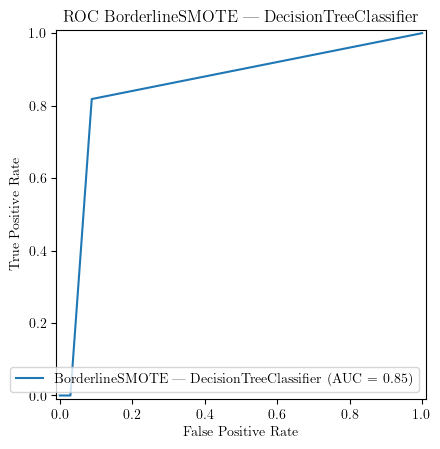 ROC BorderlineSMOTE — DecisionTreeClassifier
1.0
0.8
0.6
0.4
0.2
0.0
True Positive Rate
BorderlineSMOTE — DecisionTreeClassifier (AUC = 0.85)
0.0 0.2 0.4 0.6 0.8 1.0
False Positive Rate